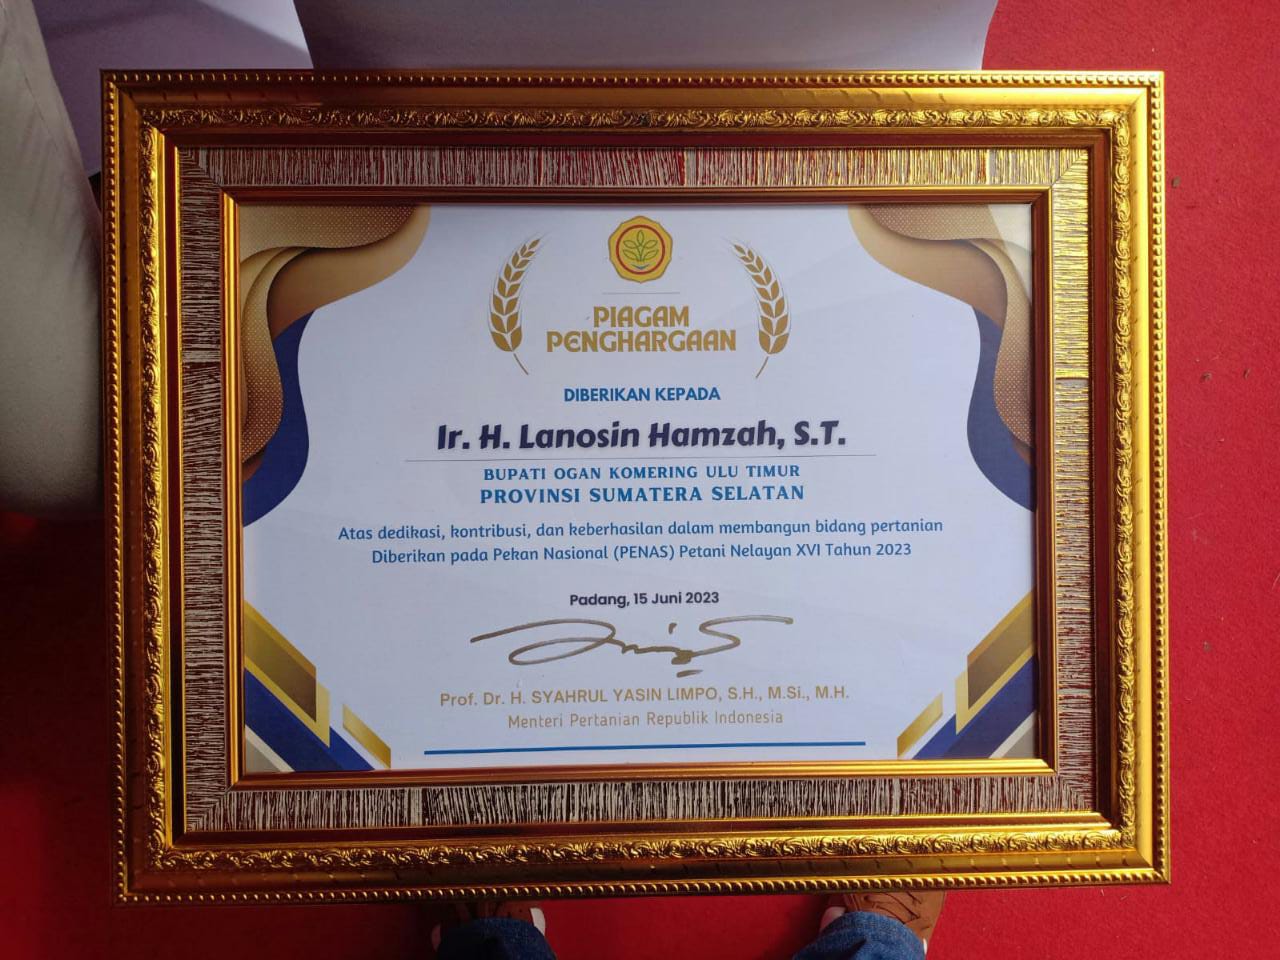 PIAGAM
PENGHARGAAN
DIBERIKAN KEPADA
Ir. H. Lanosin Hamzah, S.T.
BUPATI OGAN KOMERING ULU TIMUR
PROVINSI SUMATERA SELATAN
Atas dedikasi, kontribusi, dan keberhasilan dalam membangun bidang pertanian
Diberikan pada Pekan Nasional (PENAS) Petani Nelayan XVI Tahun 2023
Padang, 15 Juni 2023
Prof. Dr. H. SYAHRUL YASIN LIMPO, S.H., M.Si., M.H.
Menteri Pertanian Republik Indonesia